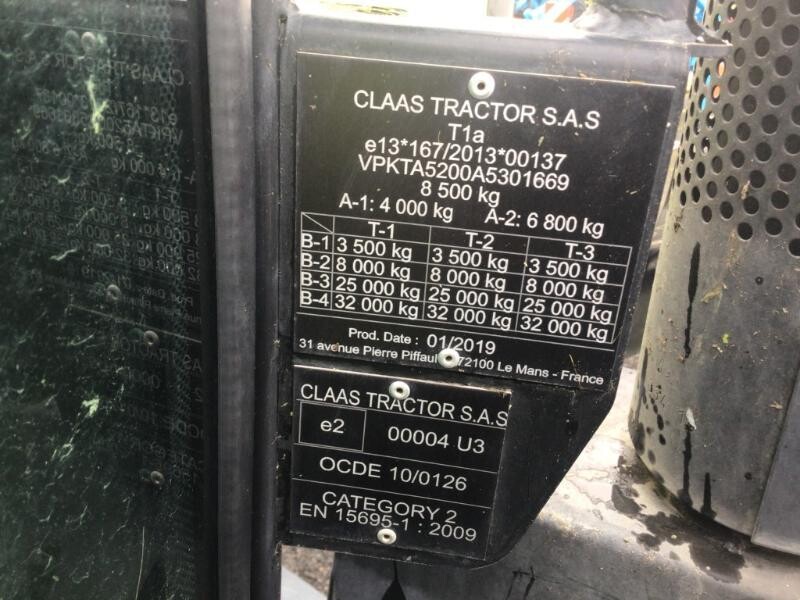 CLAAS TRACTOR S.A.S
T1a
e13*167/2013*00137
VPKTA5200A5301669
8 500 kg
A-1: 4 000 kg A-2: 6 800 kg
T-1 T-2 T-3
B-1 3 500 kg 3 500 kg 3 500 kg
B-2 8 000 kg 8 000 kg 8 000 kg
B-3 25 000 kg 25 000 kg 25 000 kg
B-4 32 000 kg 32 000 kg 32 000 kg
Prod. Date : 01/2019
31 avenue Pierre 72100 Le Mans - France
CLAAS TRACTOR S.A.S
e2 00004 U3
OCDE 10/0126
CATEGORY 2
EN 15695-1 : 2009